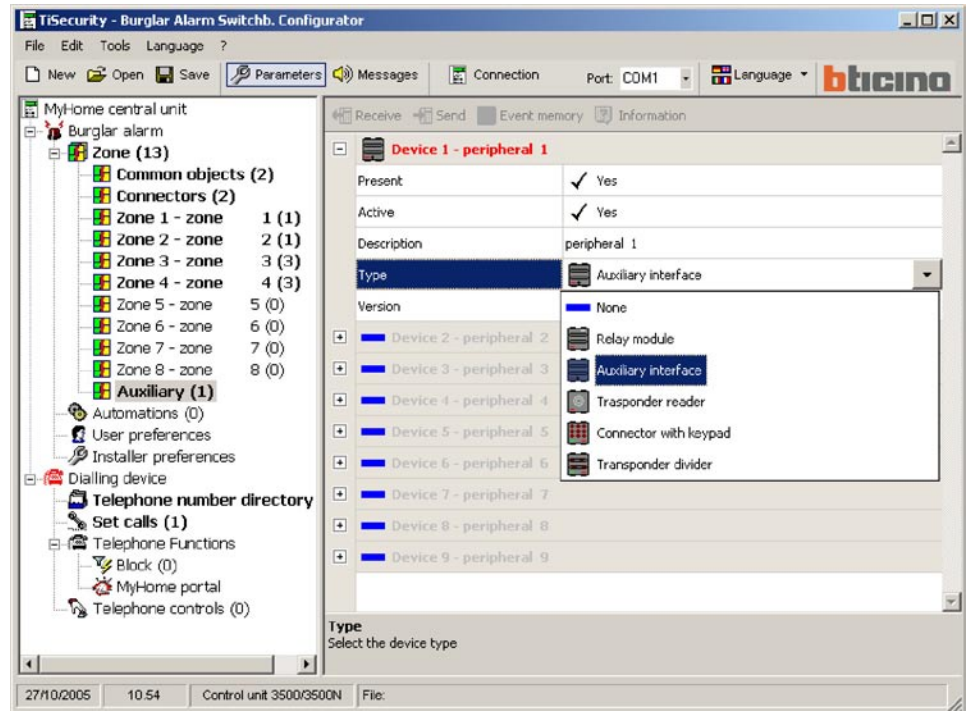 TiSecurity - Burglar Alarm Switchb. Configurator
File Edit Tools Language ?
New Open Save Parameters Messages Connection Port: COM1 Language bticino
MyHome central unit
Burglar alarm
Zone (13)
Common objects (2)
Connectors (2)
Zone 1 - zone 1 (1)
Zone 2 - zone 2 (1)
Zone 3 - zone 3 (3)
Zone 4 - zone 4 (3)
Zone 5 - zone 5 (0)
Zone 6 - zone 6 (0)
Zone 7 - zone 7 (0)
Zone 8 - zone 8 (0)
Auxiliary (1)
Automations (0)
User preferences
Installer preferences
Dialling device
Telephone number directory
Set calls (1)
Telephone Functions
Block (0)
MyHome portal
Telephone controls (0)
Receive Send Event memory Information
Device 1 - peripheral 1
Present Yes
Active Yes
Description peripheral 1
Type Auxiliary interface
Version
None
Relay module
Auxiliary interface
Trasponder reader
Connector with keypad
Transponder divider
Device 2 - peripheral 2
Device 3 - peripheral 3
Device 4 - peripheral 4
Device 5 - peripheral 5
Device 6 - peripheral 6
Device 7 - peripheral 7
Device 8 - peripheral 8
Device 9 - peripheral 9
Type
Select the device type
27/10/2005 10.54 Control unit 3500/3500N File: